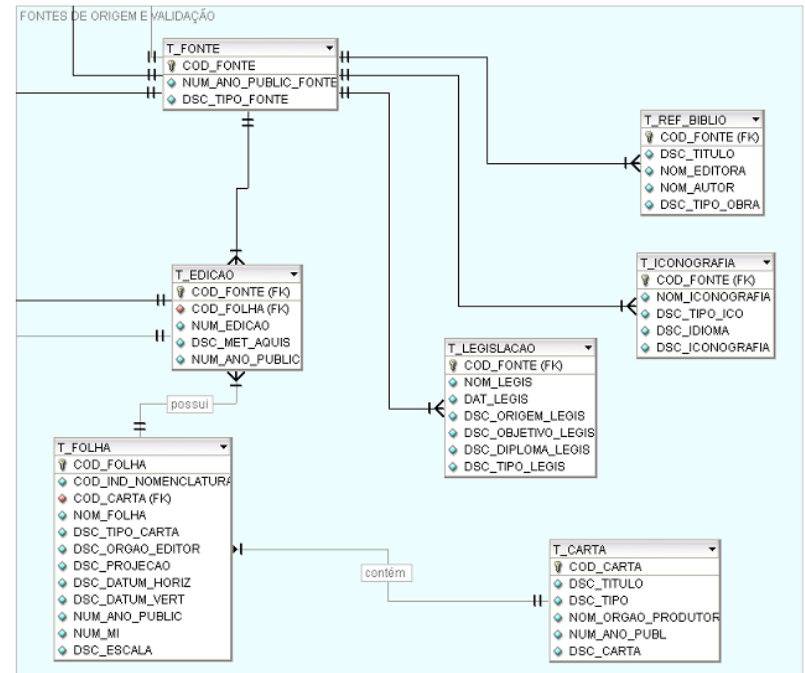 FONTES DE ORIGEM E VALIDAÇÃO
T_FONTE
COD_FONTE
NUM_ANO_PUBLIC_FONTE
DSC_TIPO_FONTE
T_REF_BIBLIO
COD_FONTE (FK)
DSC_TITULO
NOM_EDITORA
NOM_AUTOR
DSC_TIPO_OBRA
T_EDICAO
COD_FONTE (FK)
COD_FOLHA (FK)
NUM_EDICAO
DSC_MET_AQUIS
NUM_ANO_PUBLIC
T_ICONOGRAFIA
COD_FONTE (FK)
NOM_ICONOGRAFIA
DSC_TIPO_ICO
DSC_IDIOMA
DSC_ICONOGRAFIA
T_LEGISLACAO
COD_FONTE (FK)
NOM_LEGIS
DAT_LEGIS
DSC_ORIGEM_LEGIS
DSC_OBJETIVO_LEGIS
DSC_DIPLOMA_LEGIS
DSC_TIPO_LEGIS
possui
T_FOLHA
COD_FOLHA
COD_IND_NOMENCLATURA
COD_CARTA (FK)
NOM_FOLHA
DSC_TIPO_CARTA
DSC_ORGAO_EDITOR
DSC_PROJECAO
DSC_DATUM_HORIZ
DSC_DATUM_VERT
NUM_ANO_PUBLIC
NUM_MI
DSC_ESCALA
contém
T_CARTA
COD_CARTA
DSC_TITULO
DSC_TIPO
NOM_ORGAO_PRODUTOR
NUM_ANO_PUBL
DSC_CARTA